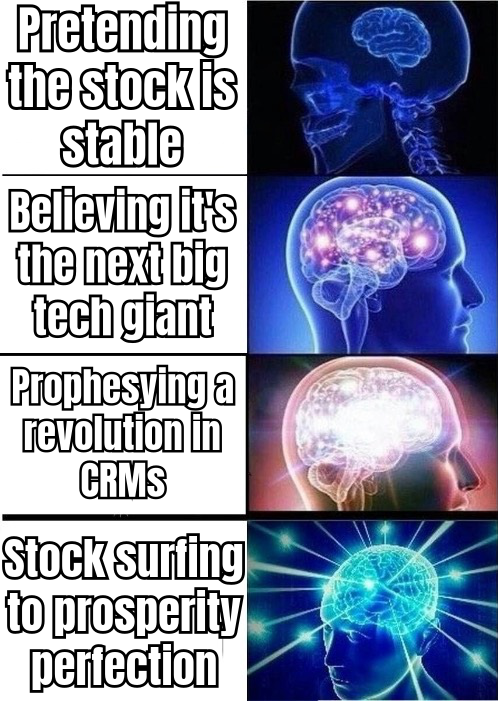 Pretending
the stock is
stable
Believing it's
the next big
tech giant
Prophesying a
revolution in
CRMs
Stock surfing
to prosperity
perfection